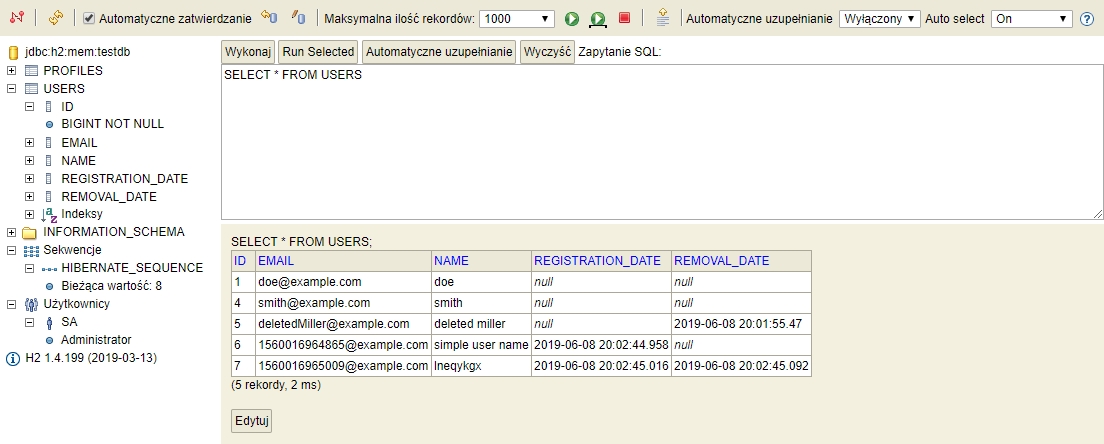 Automatyczne zatwierdzanie Maksymalna ilość rekordów: 1000 Automatyczne uzupełnianie Wyłączony Auto select On ?
jdbc:h2:mem:testdb
PROFILES
USERS
ID
BIGINT NOT NULL
EMAIL
NAME
REGISTRATION_DATE
REMOVAL_DATE
Indeksy
INFORMATION_SCHEMA
Sekwencje
HIBERNATE_SEQUENCE
Bieżąca wartość: 8
Użytkownicy
SA
Administrator
H2 1.4.199 (2019-03-13)
Wykonaj Run Selected Automatyczne uzupełnianie Wyczyść Zapytanie SQL:
SELECT * FROM USERS
SELECT * FROM USERS;
ID EMAIL NAME REGISTRATION_DATE REMOVAL_DATE
1 doe@example.com doe null null
4 smith@example.com smith null null
5 deletedMiller@example.com deleted miller null 2019-06-08 20:01:55.47
6 1560016964865@example.com simple user name 2019-06-08 20:02:44.958 null
7 1560016965009@example.com lneqykgx 2019-06-08 20:02:45.016 2019-06-08 20:02:45.092
(5 rekordy, 2 ms)
Edytuj